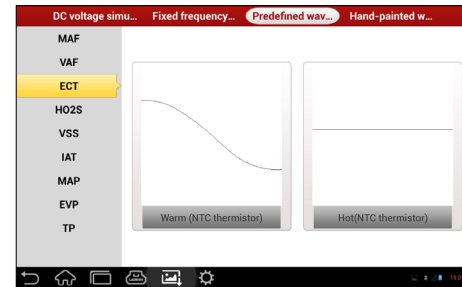 DC voltage simu... Fixed frequency... Predefined wav... Hand-painted w...
MAF
VAF
ECT
HO2S
VSS
IAT
MAP
EVP
TP
Warm (NTC thermistor) Hot(NTC thermistor)
LAUNCH